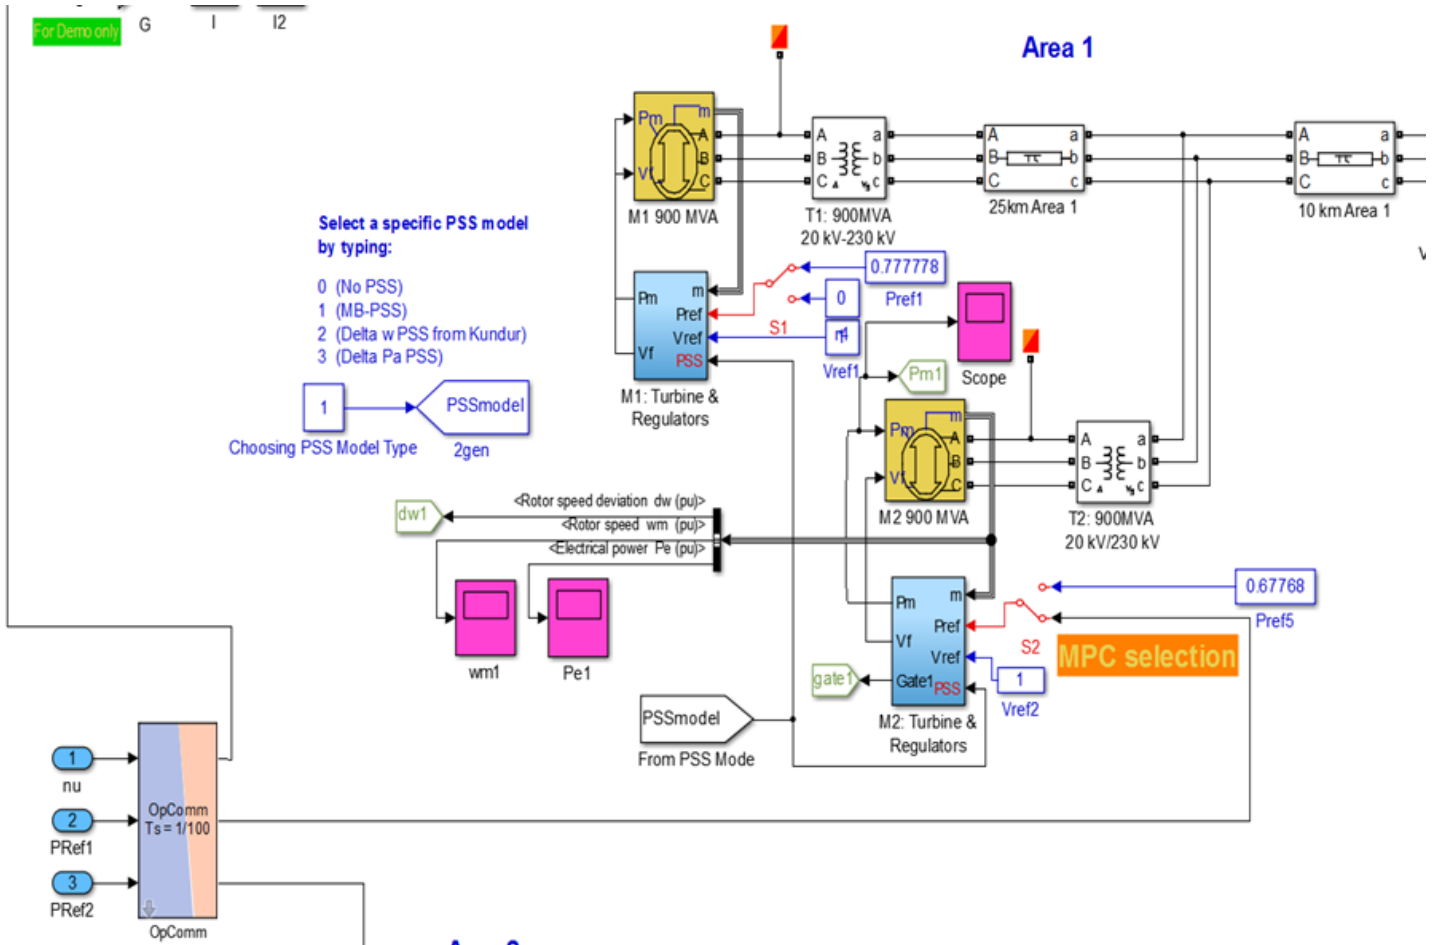 For Demo only
G
I
I2
Area 1
Pm
m
A
B
C
Vf
M1 900 MVA
A
B
C
a
b
c
T1: 900MVA
20 kV-230 kV
A
B
C
a
b
c
25km Area 1
A
B
C
a
b
c
10 km Area 1
Select a specific PSS model
by typing:
0 (No PSS)
1 (MB-PSS)
2 (Delta w PSS from Kundur)
3 (Delta Pa PSS)
1
Choosing PSS Model Type
PSSmodel
2gen
Pm
Vf
m
Pref
Vref
PSS
M1: Turbine &
Regulators
0.777778
Pref1
0
S1
Vref1
Scope
Pm1
Pm
m
A
B
C
Vf
M2 900 MVA
A
B
C
a
b
c
T2: 900MVA
20 kV/230 kV
dw1
<Rotor speed deviation dw (pu)>
<Rotor speed wm (pu)>
<Electrical power Pe (pu)>
wm1
Pe1
Pm
Vf
Gate1
m
Pref
Vref
PSS
M2: Turbine &
Regulators
gate1
0.67768
Pref5
S2
MPC selection
1
Vref2
PSSmodel
From PSS Mode
1
nu
2
PRef1
3
PRef2
OpComm
Ts = 1/100
OpComm